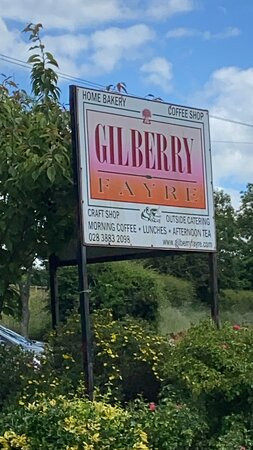 HOME BAKERY COFFEE SHOP
GILBERRY
FAYRE
CRAFT SHOP OUTSIDE CATERING
MORNING COFFEE • LUNCHES • AFTERNOON TEA
028 3883 2098 www.gilberryfayre.com